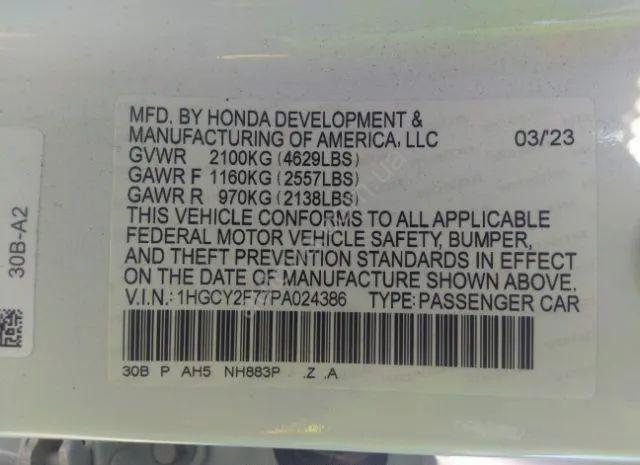 MFD. BY HONDA DEVELOPMENT &
MANUFACTURING OF AMERICA, LLC 03/'23
GVWR 2100KG (4629LBS)
GAWR F 1160KG (2557LBS)
GAWR R 970KG (2138LBS)
THIS VEHICLE CONFORMS TO ALL APPLICABLE
FEDERAL MOTOR VEHICLE SAFETY, BUMPER,
AND THEFT PREVENTION STANDARDS IN EFFECT
ON THE DATE OF MANUFACTURE SHOWN ABOVE.
V.I.N.: 1HGCY2F77PA024386 TYPE: PASSENGER CAR
30B P AH5 NH883P .Z .A
30B-A2